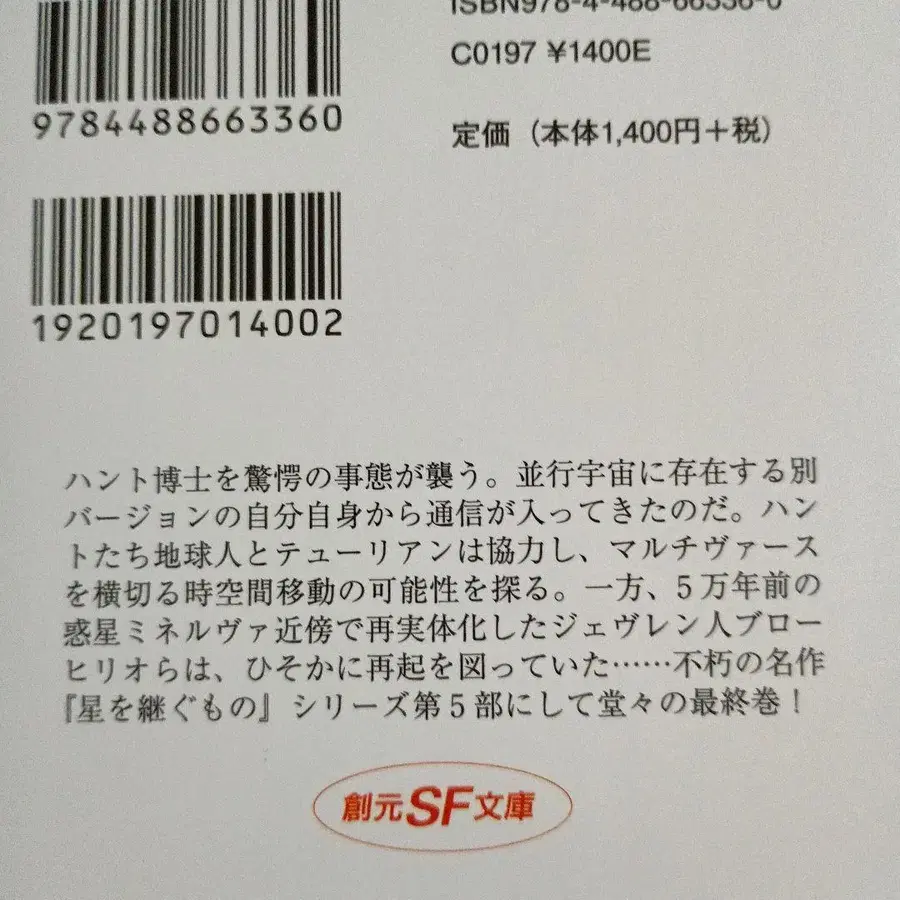 ISBN978-4-488-66336-0
C0197 ¥1400E
9784488663360
定価（本体1,400円＋税）
1920197014002
ハント博士を驚愕の事態が襲う。並行宇宙に存在する別
バージョンの自分自身から通信が入ってきたのだ。ハン
トたち地球人とテューリアンは協力し、マルチヴァース
を横切る時空間移動の可能性を探る。一方、5万年前の
惑星ミネルヴァ近傍で再実体化したジェヴレン人ブロー
ヒリオらは、ひそかに再起を図っていた……不朽の名作
『星を継ぐもの』シリーズ第5部にして堂々の最終巻！
創元SF文庫